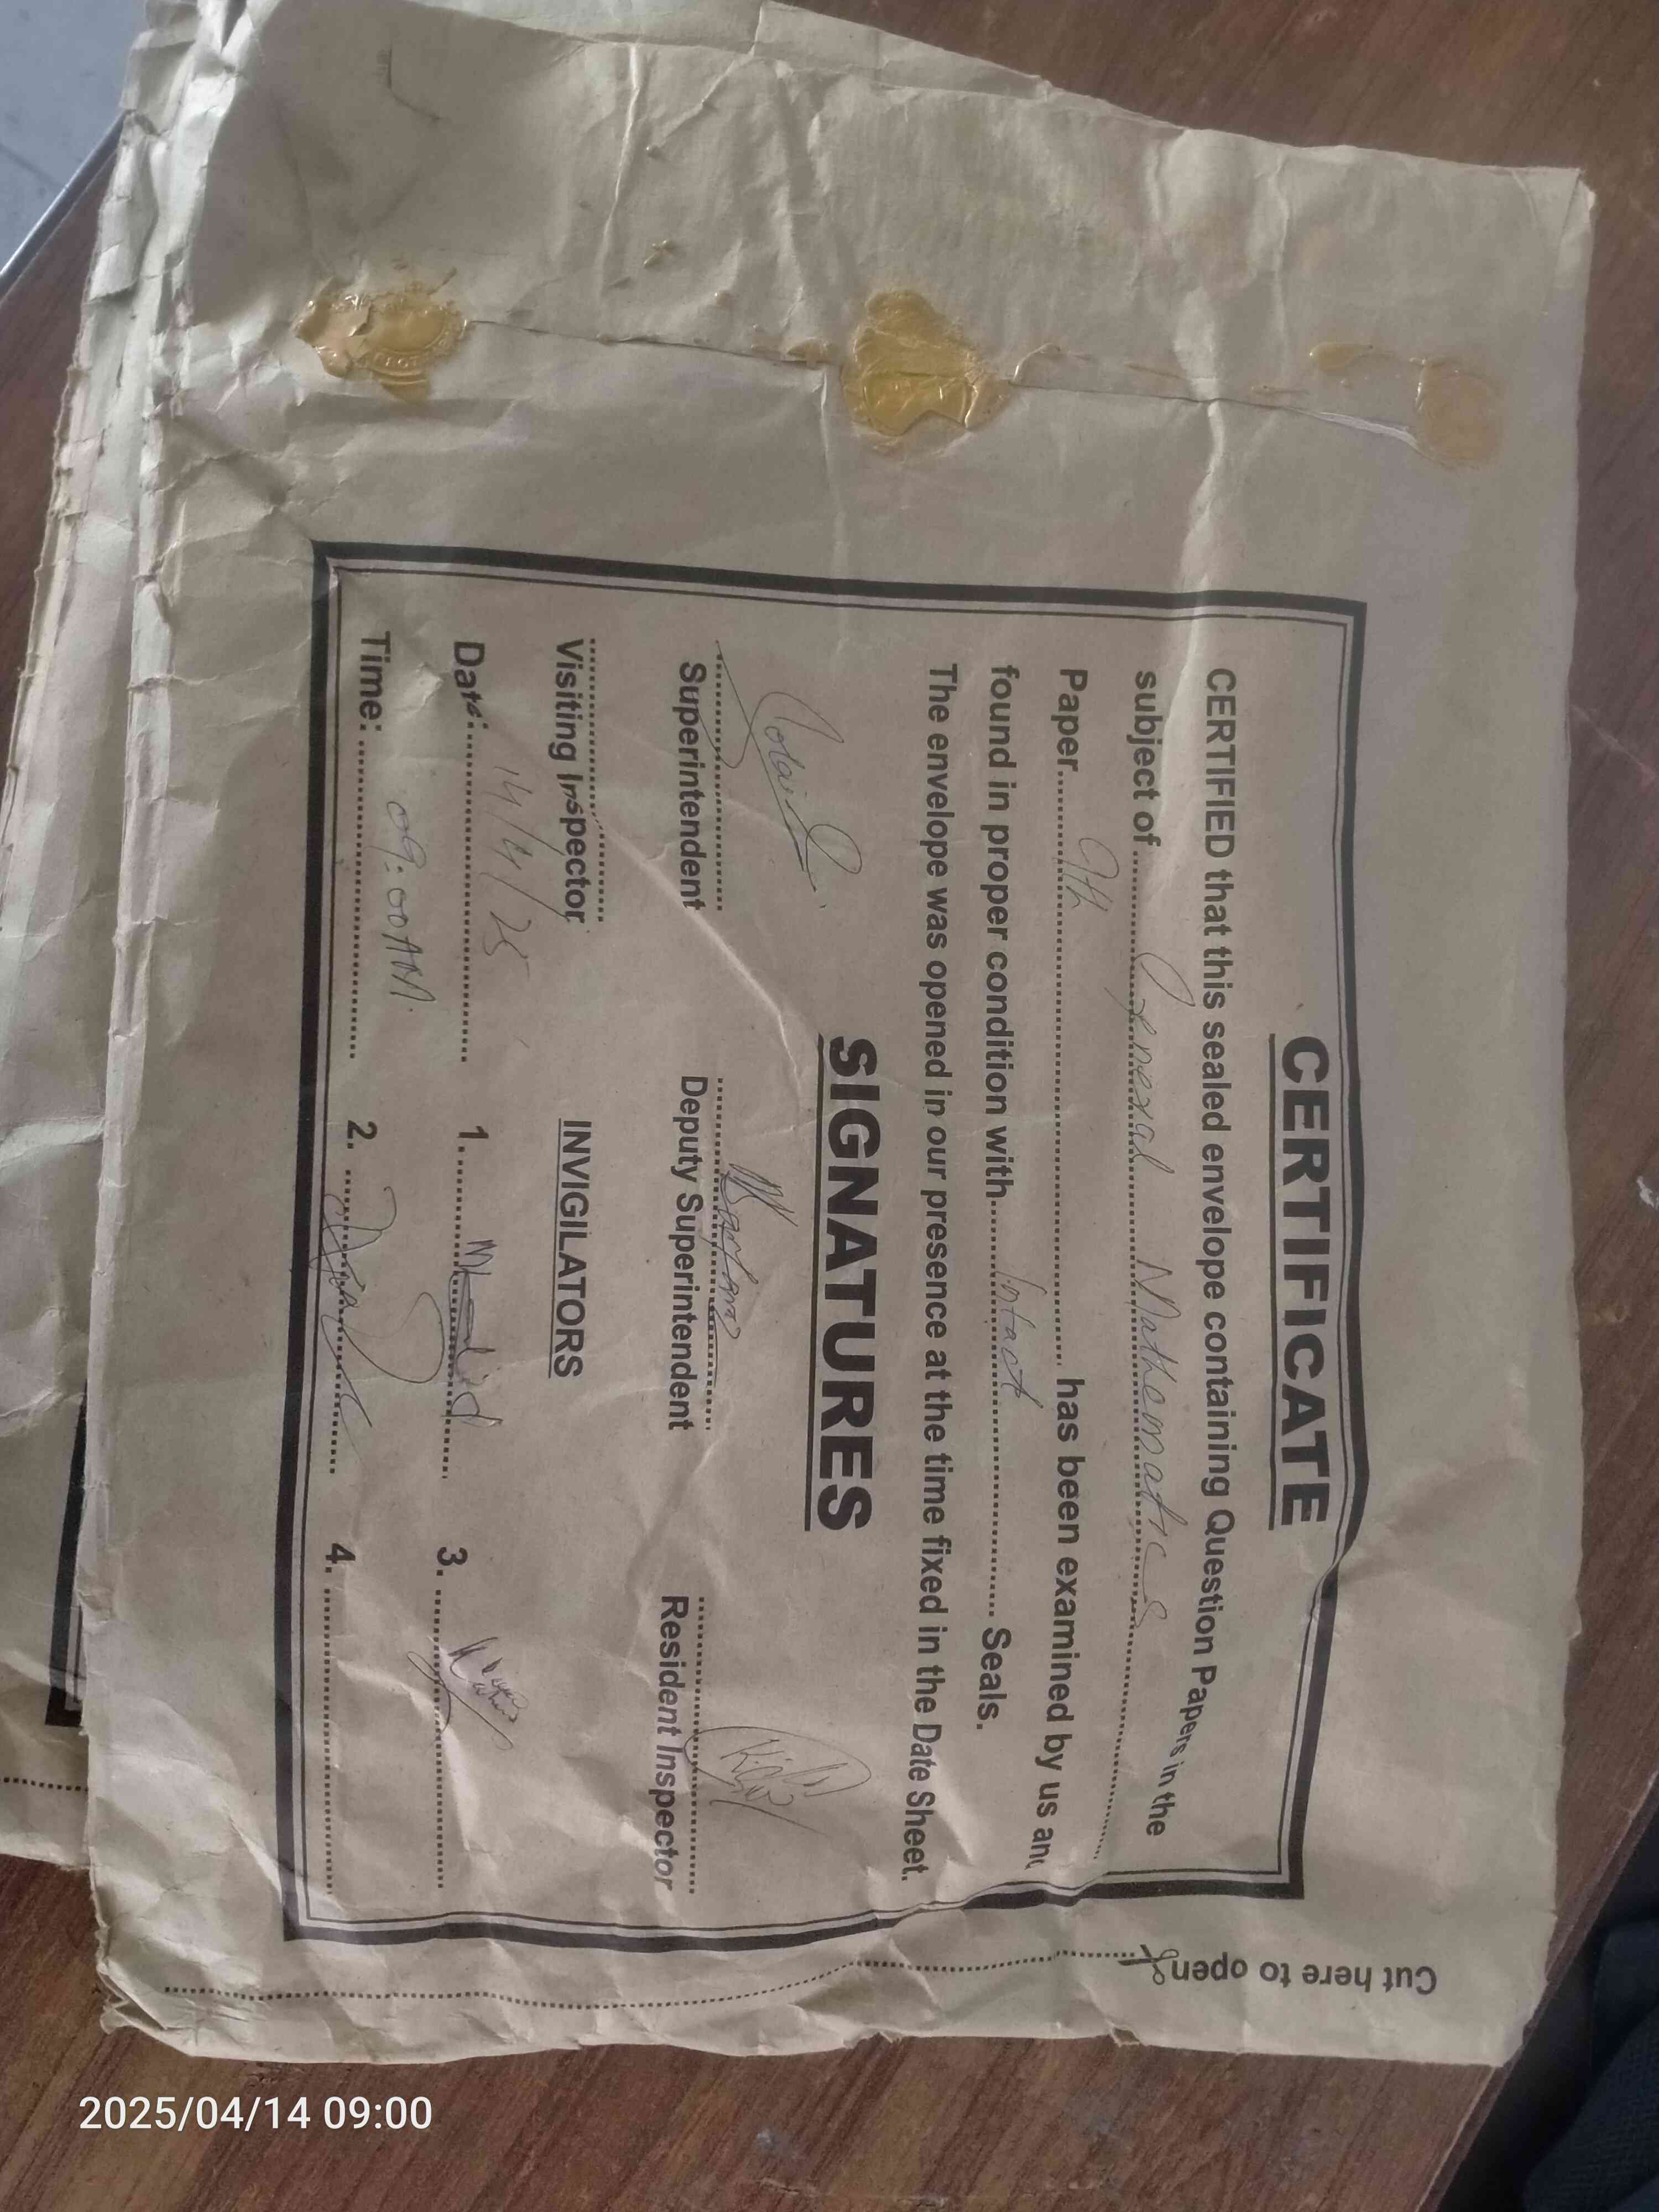 CERTIFICATE
CERTIFIED that this sealed envelope containing Question Papers in the
subject of General Mathematics
Paper 9th has been examined by us and
found in proper condition with Intact Seals.
The envelope was opened in our presence at the time fixed in the Date Sheet.
SIGNATURES
Superintendent
Deputy Superintendent
Resident Inspector
Visiting Inspector
INVIGILATORS
Date: 14/4/25
1.
3.
Time: 09:00AM
2.
4.
Cut here to open
2025/04/14 09:00